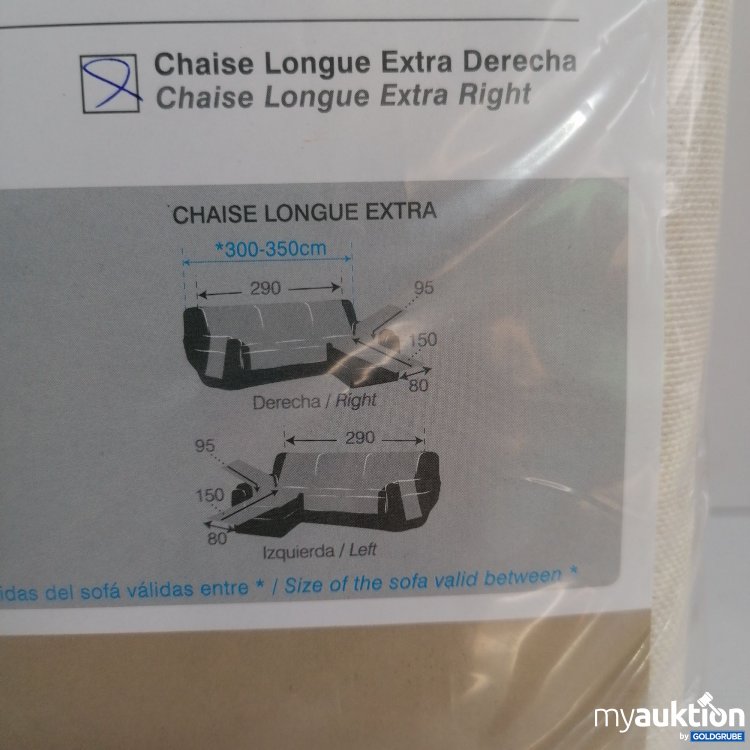 Chaise Longue Extra Derecha
Chaise Longue Extra Right
CHAISE LONGUE EXTRA
*300-350cm
290
95
150
80
Derecha / Right
290
95
150
80
Izquierda / Left
idas del sofá válidas entre * / Size of the sofa valid between *
myauktion
by GOLDGRUBE